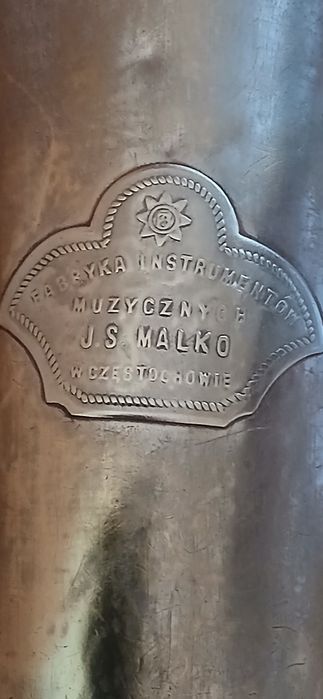 FABRYKA INSTRUMENTÓW
MUZYCZNYCH
J.S. MALKO
W CZĘSTOCHOWIE